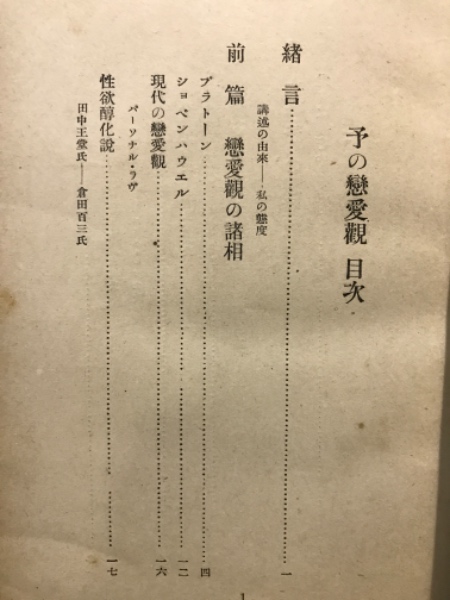 予の戀愛觀 目次
緒言……………………一
講述の由來——私の態度
前篇 戀愛觀の諸相
プラトーン……………………四
ショペンハウエル……………………一二
現代の戀愛觀……………………一六
パーソナル・ラヴ
性欲醇化說……………………一七
田中王堂氏——倉田百三氏
1